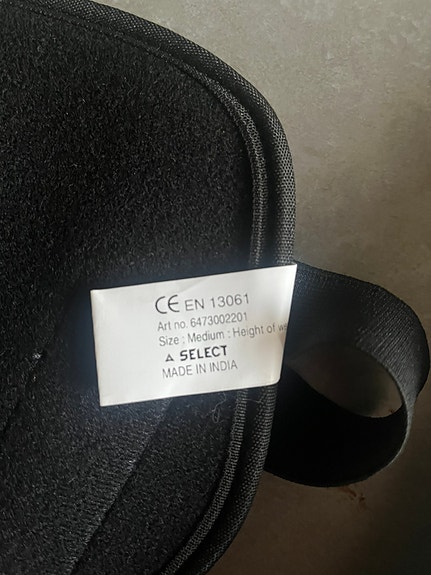 CE EN 13061
Art no. 6473002201
Size : Medium : Height of
SELECT
MADE IN INDIA